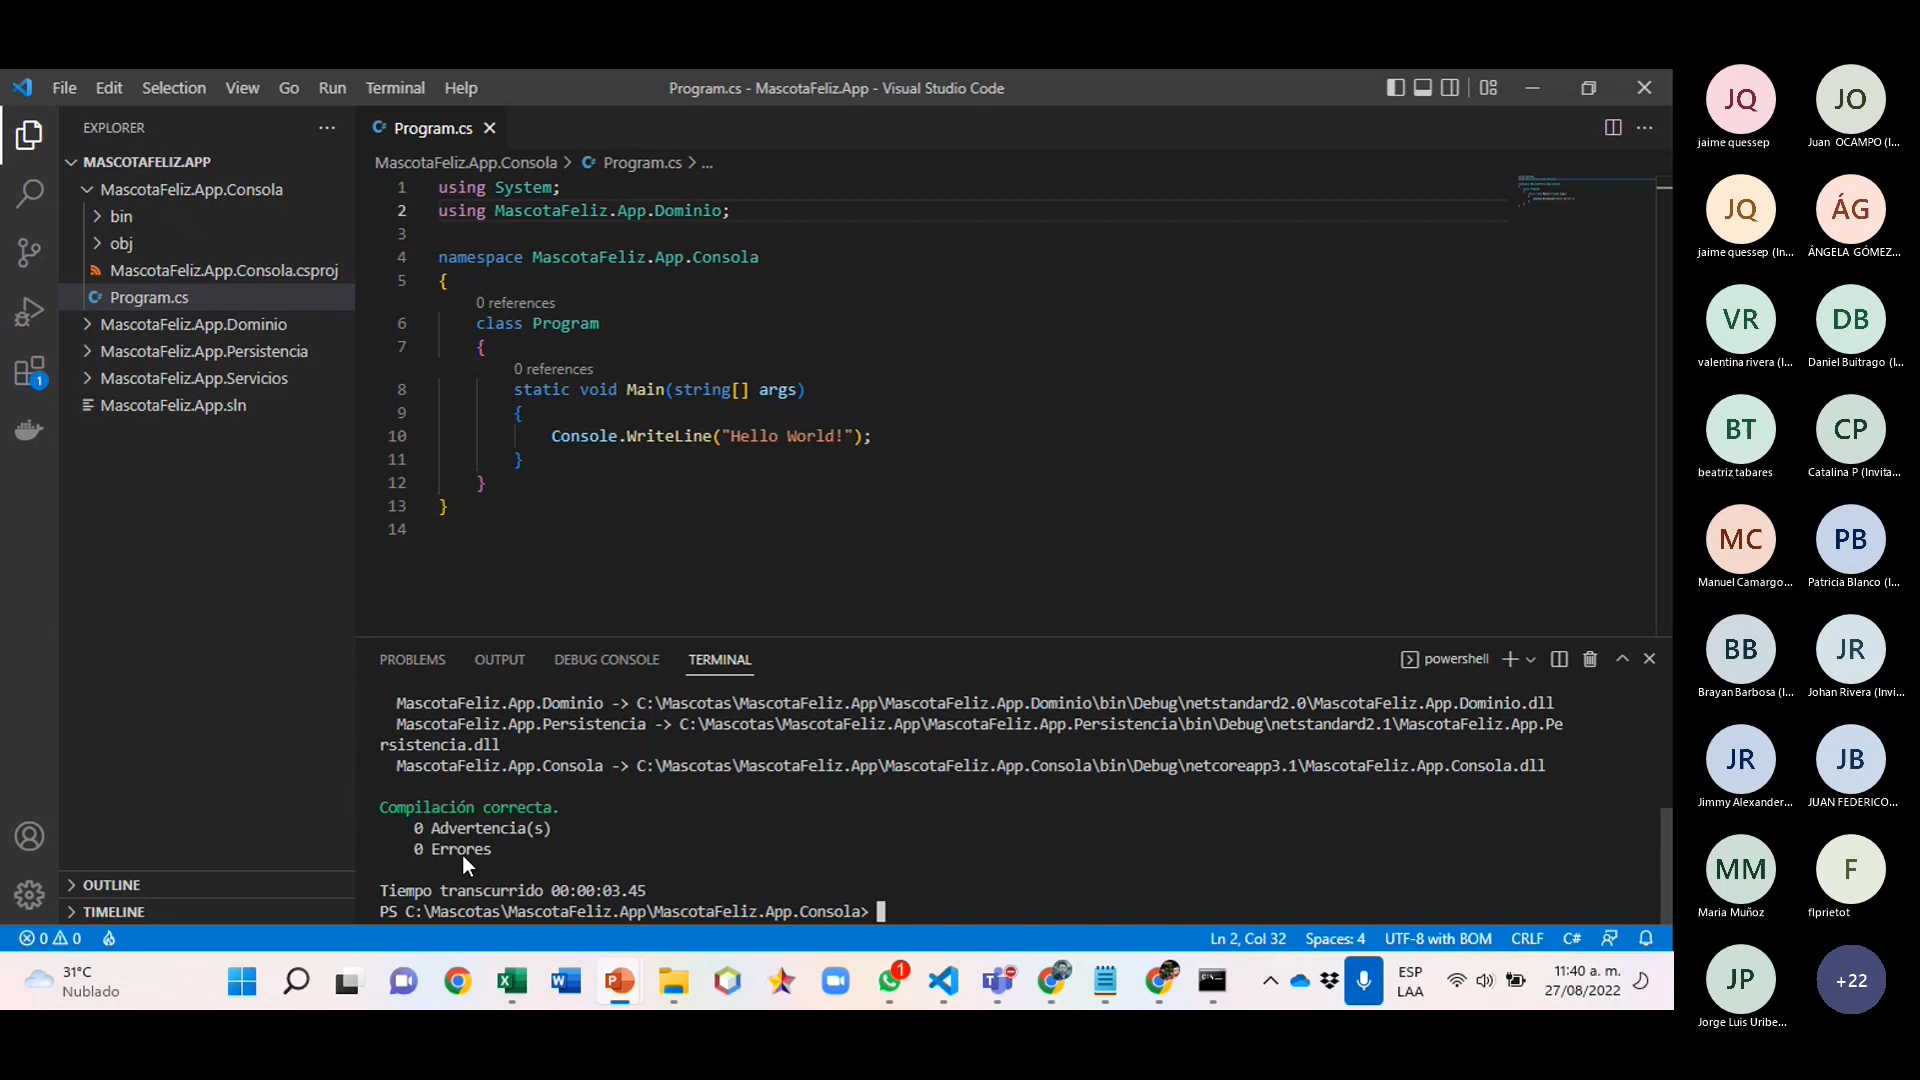 File Edit Selection View Go Run Terminal Help
Program.cs - MascotaFeliz.App - Visual Studio Code
EXPLORER
MASCOTAFELIZ.APP
MascotaFeliz.App.Consola
bin
obj
MascotaFeliz.App.Consola.csproj
Program.cs
MascotaFeliz.App.Dominio
MascotaFeliz.App.Persistencia
MascotaFeliz.App.Servicios
MascotaFeliz.App.sln
OUTLINE
TIMELINE
1
Program.cs
MascotaFeliz.App.Consola > Program.cs > ...
1 using System;
2 using MascotaFeliz.App.Dominio;
3
4 namespace MascotaFeliz.App.Consola
5 {
0 references
6 class Program
7 {
0 references
8 static void Main(string[] args)
9 {
10 Console.WriteLine("Hello World!");
11 }
12 }
13 }
14
PROBLEMS OUTPUT DEBUG CONSOLE TERMINAL
powershell
MascotaFeliz.App.Dominio -> C:\Mascotas\MascotaFeliz.App\MascotaFeliz.App.Dominio\bin\Debug\netstandard2.0\MascotaFeliz.App.Dominio.dll
MascotaFeliz.App.Persistencia -> C:\Mascotas\MascotaFeliz.App\MascotaFeliz.App.Persistencia\bin\Debug\netstandard2.1\MascotaFeliz.App.Pe
rsistencia.dll
MascotaFeliz.App.Consola -> C:\Mascotas\MascotaFeliz.App\MascotaFeliz.App.Consola\bin\Debug\netcoreapp3.1\MascotaFeliz.App.Consola.dll
Compilación correcta.
0 Advertencia(s)
0 Errores
Tiempo transcurrido 00:00:03.45
PS C:\Mascotas\MascotaFeliz.App\MascotaFeliz.App.Consola>
0 0
Ln 2, Col 32 Spaces: 4 UTF-8 with BOM CRLF C#
31°C
Nublado
1
ESP
LAA
11:40 a. m.
27/08/2022
JQ JO
jaime quessep Juan OCAMPO (I...
JQ ÁG
jaime quessep (In... ÁNGELA GÓMEZ...
VR DB
valentina rivera (I... Daniel Buitrago (I...
BT CP
beatriz tabares Catalina P (Invita...
MC PB
Manuel Camargo... Patricia Blanco (I...
BB JR
Brayan Barbosa (I... Johan Rivera (Invi...
JR JB
Jimmy Alexander... JUAN FEDERICO...
MM F
Maria Muñoz flprietot
JP +22
Jorge Luis Uribe...